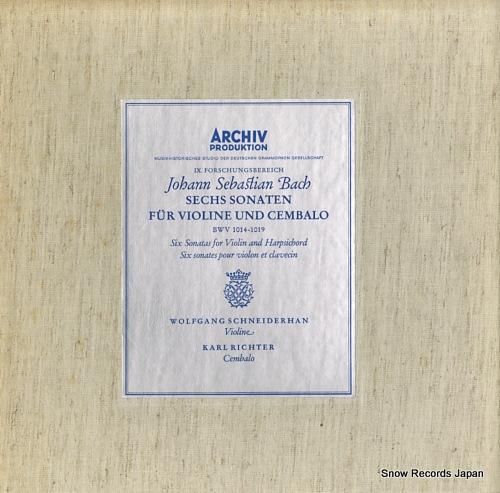 ARCHIV
PRODUKTION
MUSIKHISTORISCHES STUDIO DER DEUTSCHEN GRAMMOPHON GESELLSCHAFT
IX. FORSCHUNGSBEREICH
Johann Sebastian Bach
SECHS SONATEN
FÜR VIOLINE UND CEMBALO
BWV 1014-1019
Six Sonatas for Violin and Harpsichord
Six sonates pour violon et clavecin
WOLFGANG SCHNEIDERHAN
Violine
KARL RICHTER
Cembalo
Snow Records Japan